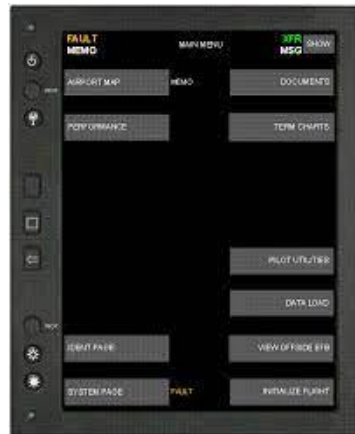 FAULT MAIN MENU XFR SHOW
MEMO MSG
AIRPORT MAP MEMO DOCUMENTS
PERFORMANCE TERM CHARTS
PILOT UTILITIES
DATA LOAD
IDENT PAGE VIEW OFFSIDE EFB
SYSTEM PAGE FAULT INITIALIZE FLIGHT